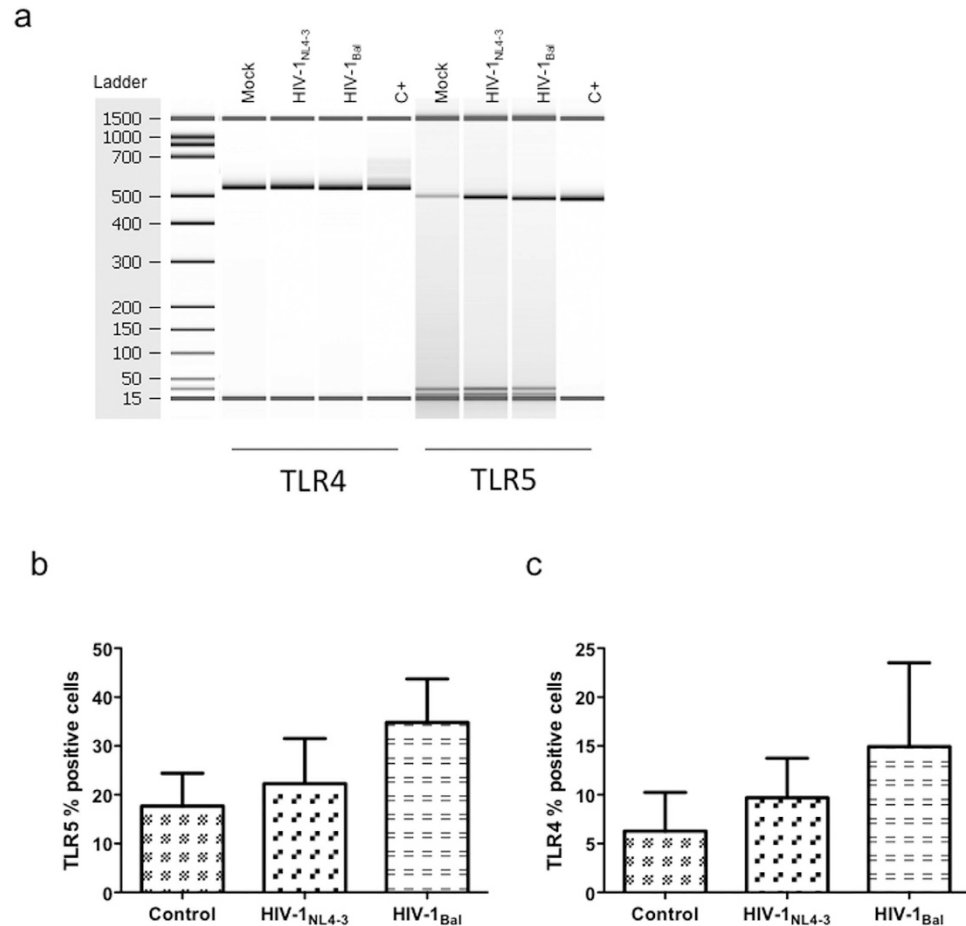 a
Ladder
Mock
HIV-1NL4-3
HIV-1Bal
C+
Mock
HIV-1NL4-3
HIV-1Bal
C+
1500
1000
700
500
400
300
200
150
100
50
15
TLR4
TLR5
b
TLR5 % positive cells
50
40
30
20
10
0
Control
HIV-1NL4-3
HIV-1Bal
c
TLR4 % positive cells
25
20
15
10
5
0
Control
HIV-1NL4-3
HIV-1Bal